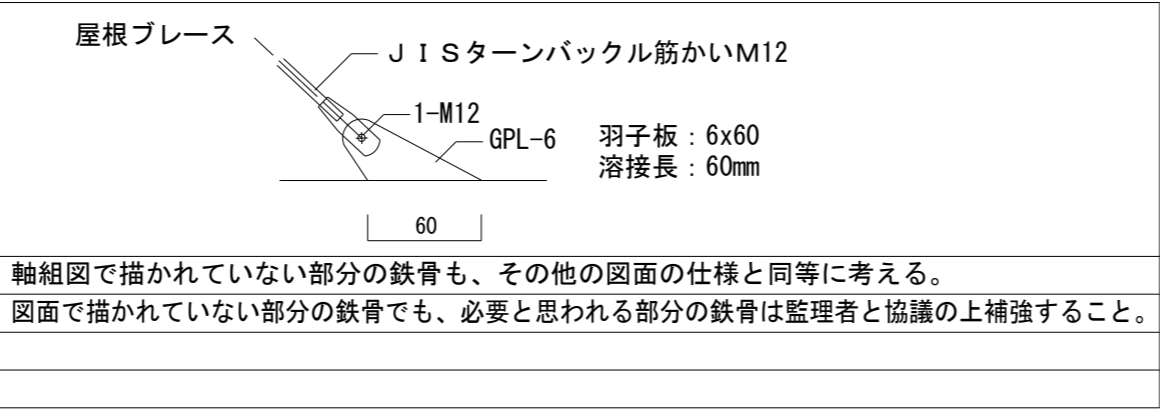 屋根ブレース
ＪＩＳターンバックル筋かいM12
1-M12
GPL-6
羽子板：6x60
溶接長：60mm
60
軸組図で描かれていない部分の鉄骨も、その他の図面の仕様と同等に考える。
図面で描かれていない部分の鉄骨でも、必要と思われる部分の鉄骨は監理者と協議の上補強すること。